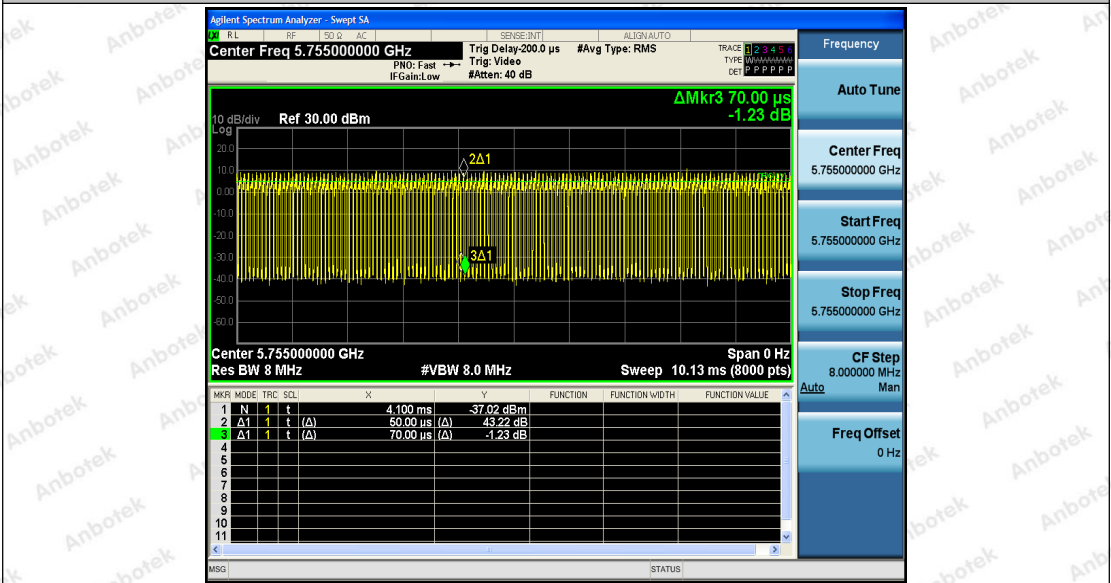 Agilent Spectrum Analyzer - Swept SA
RL RF 50 Ω AC SENSE:INT ALIGNAUTO
Center Freq 5.755000000 GHz
Trig Delay-200.0 µs #Avg Type: RMS
TRACE 1 2 3 4 5 6
PNO: Fast Trig: Video
TYPE
IFGain:Low #Atten: 40 dB
DET P P P P P P
ΔMkr3 70.00 µs
-1.23 dB
10 dB/div Ref 30.00 dBm
Log
20.0
10.0
0.00
-10.0
-20.0
-30.0
-40.0
-50.0
-60.0
2Δ1
3Δ1
Center 5.755000000 GHz Span 0 Hz
Res BW 8 MHz #VBW 8.0 MHz Sweep 10.13 ms (8000 pts)
MKR MODE TRC SCL X Y FUNCTION FUNCTION WIDTH FUNCTION VALUE
1 N 1 t 4.100 ms -37.02 dBm
2 Δ1 1 t (Δ) 50.00 µs (Δ) 43.22 dB
3 Δ1 1 t (Δ) 70.00 µs (Δ) -1.23 dB
4
5
6
7
8
9
10
11
MSG STATUS
Frequency
Auto Tune
Center Freq
5.755000000 GHz
Start Freq
5.755000000 GHz
Stop Freq
5.755000000 GHz
CF Step
8.000000 MHz
Auto Man
Freq Offset
0 Hz
Anbotek